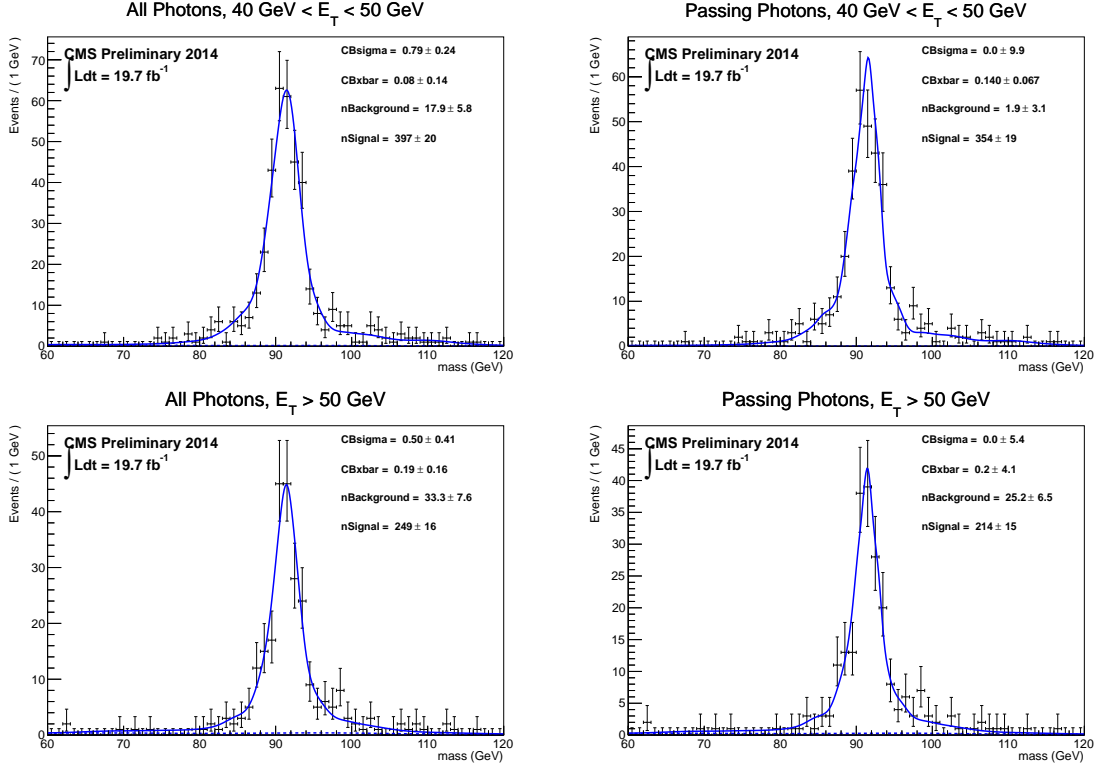 All Photons, 40 GeV < E_T < 50 GeV
Events / ( 1 GeV )
CMS Preliminary 2014
∫ Ldt = 19.7 fb⁻¹
CBsigma = 0.79 ± 0.24
CBxbar = 0.08 ± 0.14
nBackground = 17.9 ± 5.8
nSignal = 397 ± 20
70
60
50
40
30
20
10
0
60 70 80 90 100 110 120
mass (GeV)
Passing Photons, 40 GeV < E_T < 50 GeV
Events / ( 1 GeV )
CMS Preliminary 2014
∫ Ldt = 19.7 fb⁻¹
CBsigma = 0.0 ± 9.9
CBxbar = 0.140 ± 0.067
nBackground = 1.9 ± 3.1
nSignal = 354 ± 19
60
50
40
30
20
10
0
60 70 80 90 100 110 120
mass (GeV)
All Photons, E_T > 50 GeV
Events / ( 1 GeV )
CMS Preliminary 2014
∫ Ldt = 19.7 fb⁻¹
CBsigma = 0.50 ± 0.41
CBxbar = 0.19 ± 0.16
nBackground = 33.3 ± 7.6
nSignal = 249 ± 16
50
40
30
20
10
0
60 70 80 90 100 110 120
mass (GeV)
Passing Photons, E_T > 50 GeV
Events / ( 1 GeV )
CMS Preliminary 2014
∫ Ldt = 19.7 fb⁻¹
CBsigma = 0.0 ± 5.4
CBxbar = 0.2 ± 4.1
nBackground = 25.2 ± 6.5
nSignal = 214 ± 15
45
40
35
30
25
20
15
10
5
0
60 70 80 90 100 110 120
mass (GeV)